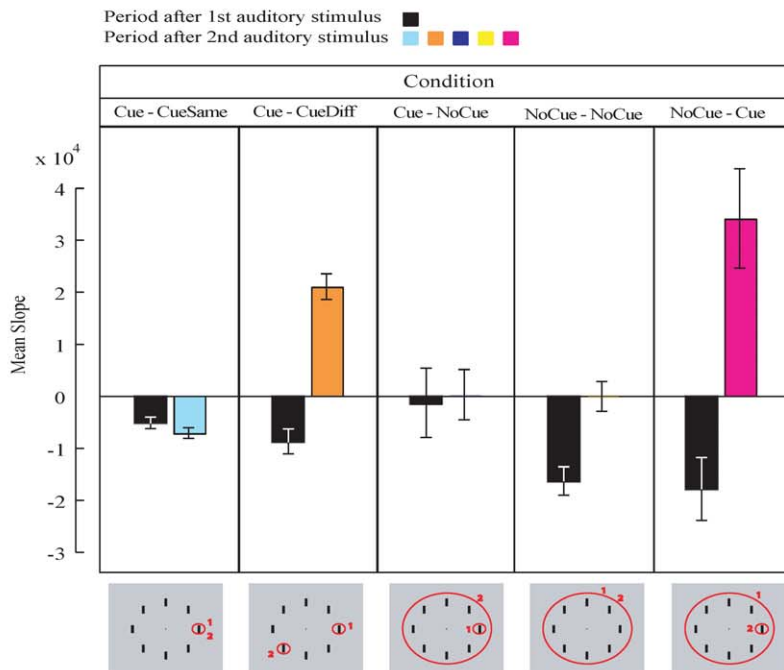 Period after 1st auditory stimulus
Period after 2nd auditory stimulus
Condition
Cue - CueSame
Cue - CueDiff
Cue - NoCue
NoCue - NoCue
NoCue - Cue
x 10⁴
4
3
2
1
0
-1
-2
-3
Mean Slope
1
2
1
2
2
1
1
2
1
2